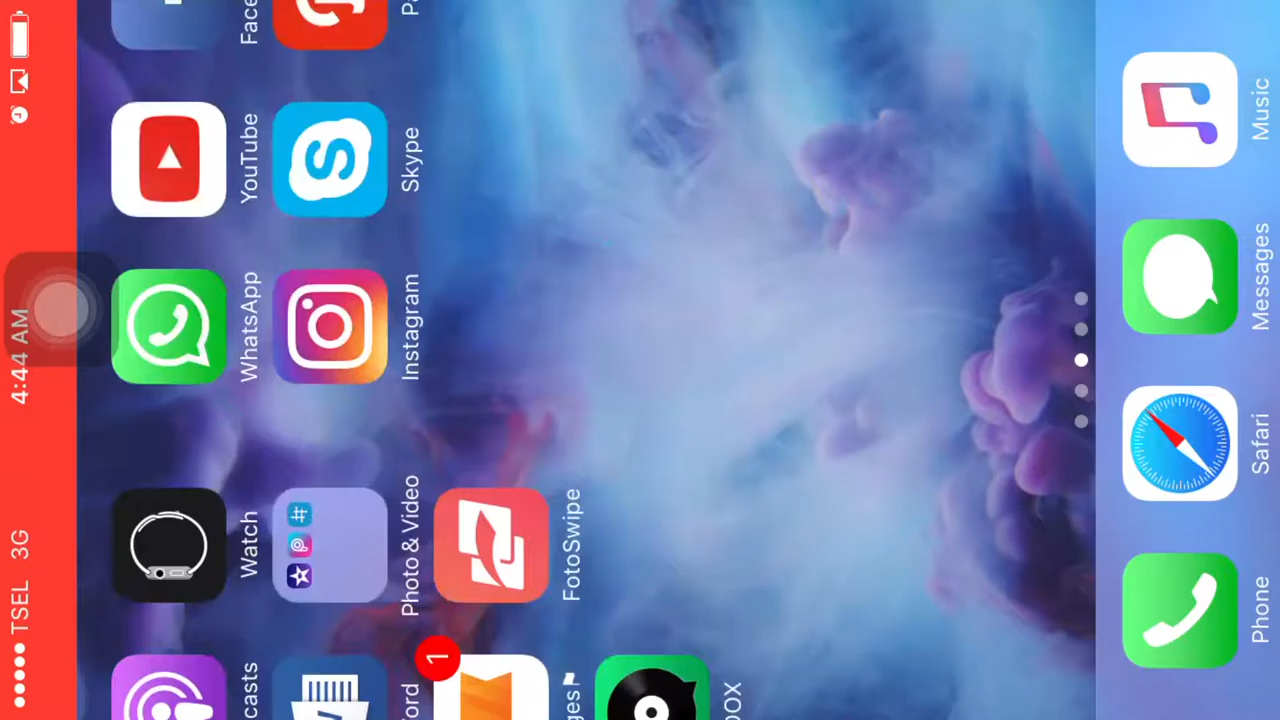 TSEL 3G 4:44 AM
casts Watch WhatsApp YouTube Face
ord Photo & Video Instagram Skype
1
ges FotoSwipe
OX
Phone Safari Messages Music